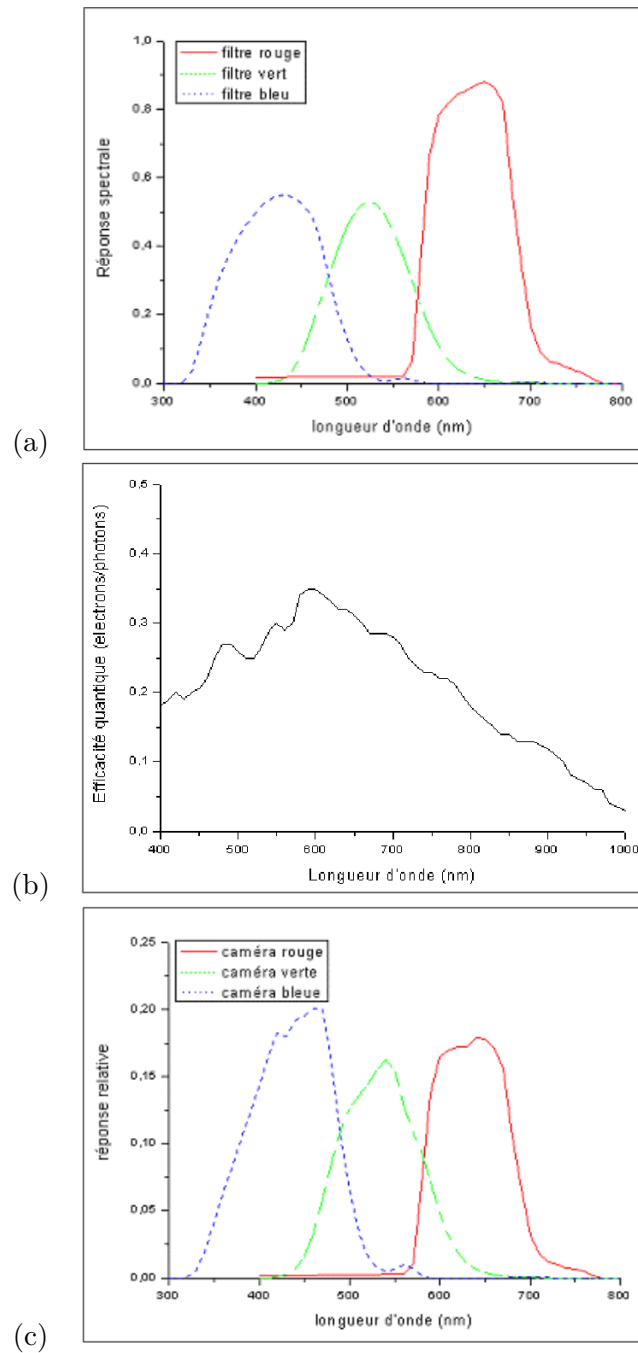 1,0
0,8
0,6
0,4
0,2
0,0
Réponse spectrale
filtre rouge
filtre vert
filtre bleu
300 400 500 600 700 800
longueur d'onde (nm)
(a)
0,5
0,4
0,3
0,2
0,1
0,0
Efficacité quantique (electrons/photons)
400 500 600 700 800 900 1000
Longueur d'onde (nm)
(b)
0,25
0,20
0,15
0,10
0,05
0,00
réponse relative
caméra rouge
caméra verte
caméra bleue
300 400 500 600 700 800
longueur d'onde (nm)
(c)